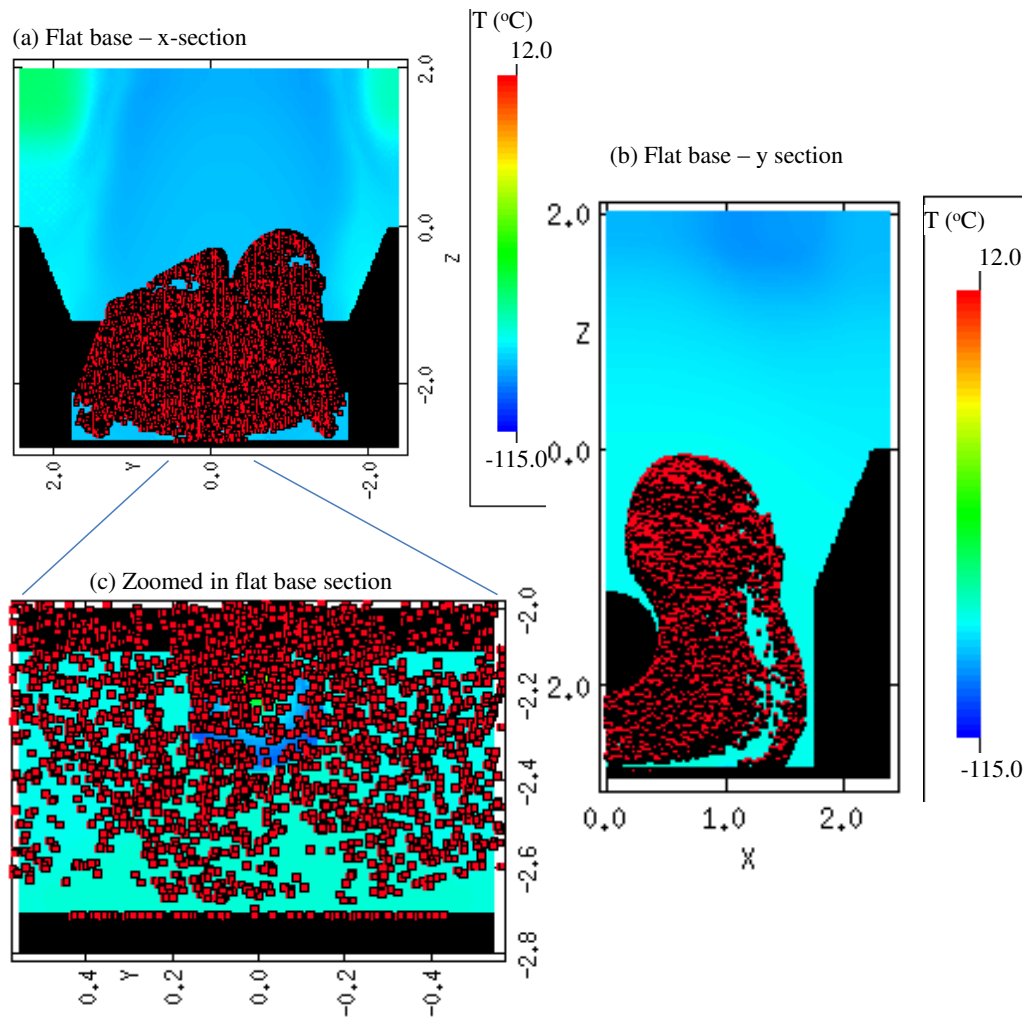 (a) Flat base – x-section
T (°C)
12.0
-115.0
2.0
0.0
-2.0
Z
2.0
Y
0.0
-2.0
(b) Flat base – y section
T (°C)
12.0
-115.0
2.0
Z
0.0
2.0
0.0
1.0
2.0
X
(c) Zoomed in flat base section
-2.0
-2.2
-2.4
-2.6
-2.8
0.4
Y
0.2
0.0
-0.2
-0.4